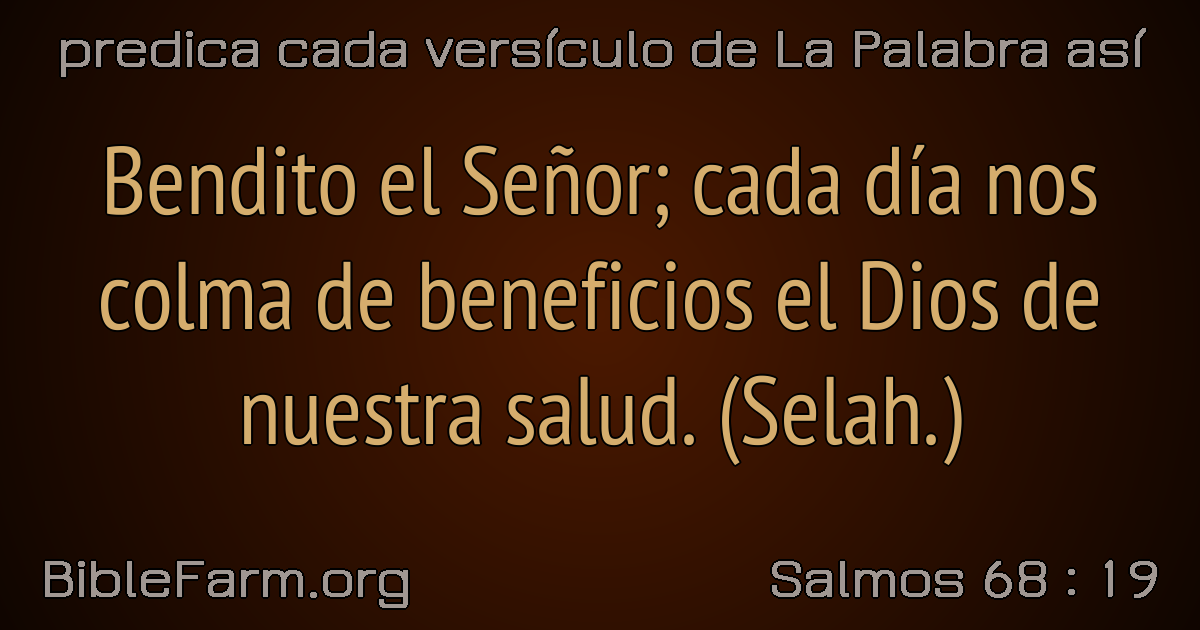 predica cada versículo de La Palabra así
Bendito el Señor; cada día nos
colma de beneficios el Dios de
nuestra salud. (Selah.)
BibleFarm.org
Salmos 68 : 19